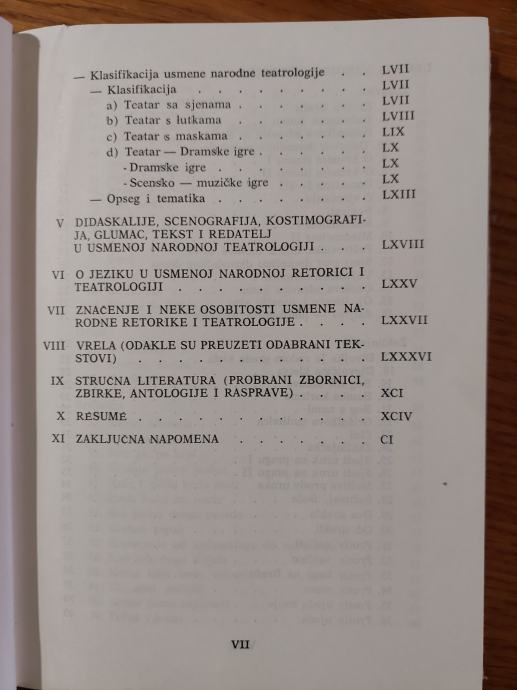 — Klasifikacija usmene narodne teatrologije . . LVII
— Klasifikacija . . . . . . . . LVII
a) Teatar sa sjenama . . . . . . LVII
b) Teatar s lutkama . . . . . . LVIII
c) Teatar s maskama . . . . . . LIX
d) Teatar — Dramske igre . . . . . LX
- Dramske igre . . . . . . LX
- Scensko — muzičke igre . . . . . LX
— Opseg i tematika . . . . . . . LXIII
V DIDASKALIJE, SCENOGRAFIJA, KOSTIMOGRAFI-
JA, GLUMAC, TEKST I REDATELJ
U USMENOJ NARODNOJ TEATROLOGIJI . . . LXVIII
VI O JEZIKU U USMENOJ NARODNOJ RETORICI I
TEATROLOGIJI . . . . . . . . . LXXV
VII ZNAČENJE I NEKE OSOBITOSTI USMENE NA-
RODNE RETORIKE I TEATROLOGIJE . . . . LXXVII
VIII VRELA (ODAKLE SU PREUZETI ODABRANI TEK-
STOVI) . . . . . . . . . . LXXXVI
IX STRUČNA LITERATURA (PROBRANI ZBORNICI,
ZBIRKE, ANTOLOGIJE I RASPRAVE) . . . . XCI
X RÉSUMÉ . . . . . . . . . . XCIV
XI ZAKLJUČNA NAPOMENA . . . . . . CI
VII